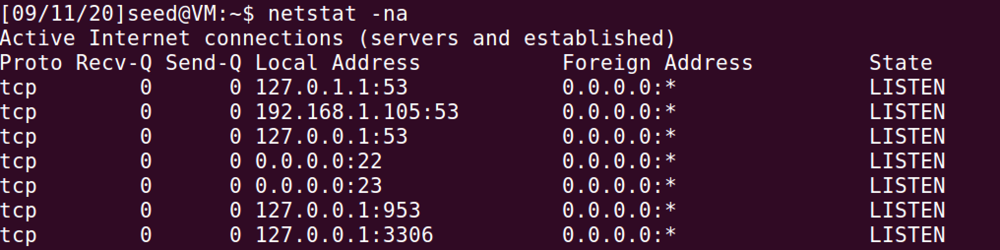 [09/11/20]seed@VM:~$ netstat -na
Active Internet connections (servers and established)
Proto Recv-Q Send-Q Local Address           Foreign Address         State
tcp        0      0 127.0.1.1:53            0.0.0.0:*               LISTEN
tcp        0      0 192.168.1.105:53        0.0.0.0:*               LISTEN
tcp        0      0 127.0.0.1:53            0.0.0.0:*               LISTEN
tcp        0      0 0.0.0.0:22              0.0.0.0:*               LISTEN
tcp        0      0 0.0.0.0:23              0.0.0.0:*               LISTEN
tcp        0      0 127.0.0.1:953           0.0.0.0:*               LISTEN
tcp        0      0 127.0.0.1:3306          0.0.0.0:*               LISTEN